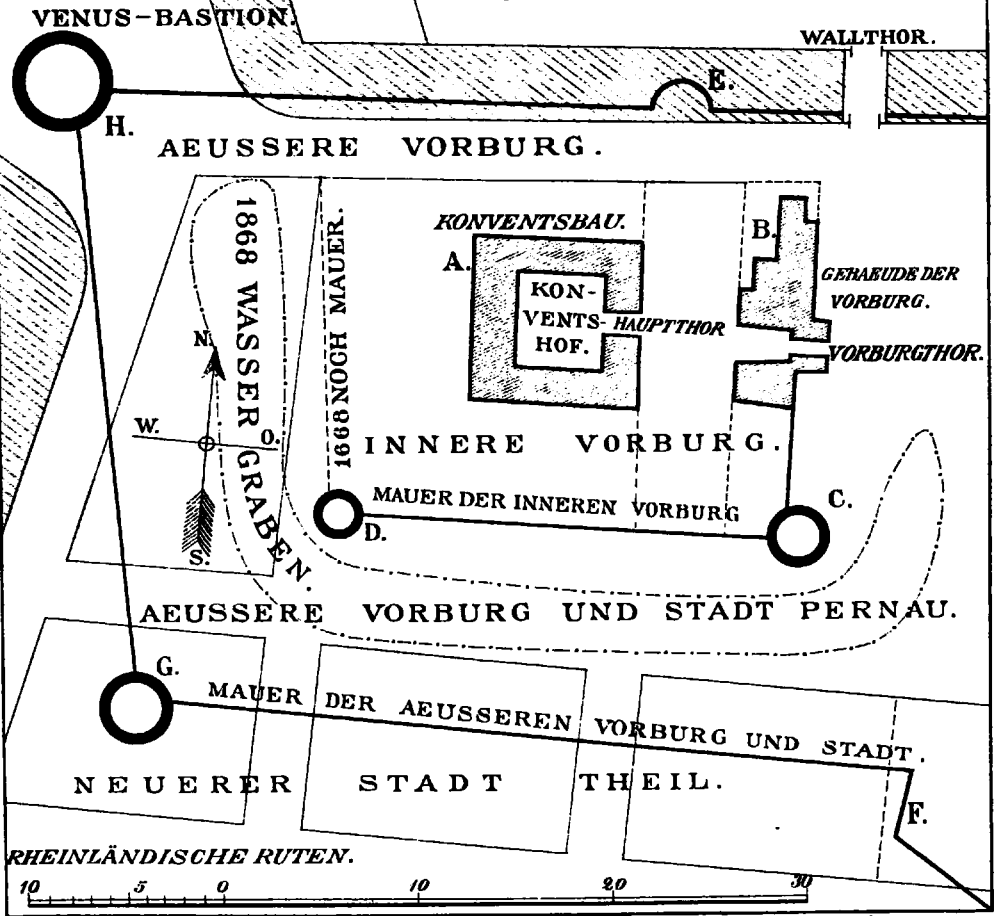 VENUS-BASTION.
WALLTHOR.
E.
H.
AEUSSERE VORBURG.
KONVENTSBAU.
A.
B.
GEBAEUDE DER
VORBURG.
KON-
VENTS-
HOF.
HAUPTTHOR
VORBURGTHOR.
1868 WASSER GRABEN.
1668 NOCH MAUER.
N.
W.
O.
S.
INNERE VORBURG.
MAUER DER INNEREN VORBURG
C.
D.
AEUSSERE VORBURG UND STADT PERNAU.
G.
MAUER DER AEUSSEREN VORBURG UND STADT.
NEUERER STADT THEIL.
F.
RHEINLÄNDISCHE RUTEN.
10 5 0 10 20 30